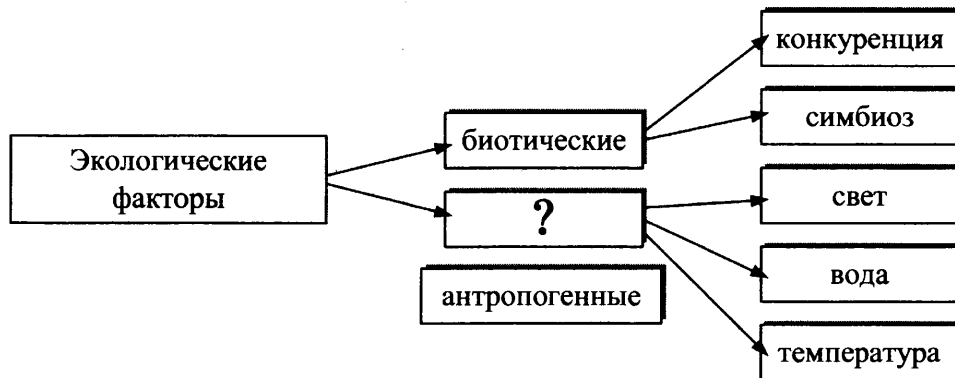 Экологические
факторы
биотические
?
антропогенные
конкуренция
симбиоз
свет
вода
температура